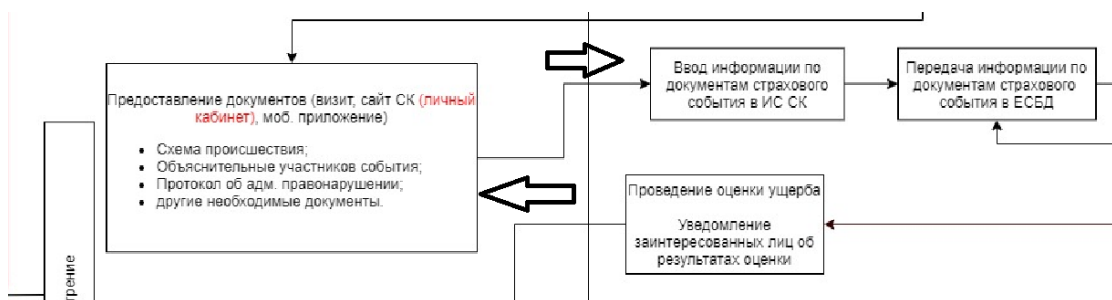 Предоставление документов (визит, сайт СК (личный
кабинет), моб. приложение)
Схема происшествия;
Объяснительные участников события;
Протокол об адм. правонарушении;
другие необходимые документы.
Ввод информации по
документам страхового
события в ИС СК
Передача информации по
документам страхового
события в ЕСБД
Проведение оценки ущерба
Уведомление
заинтересованных лиц об
результатах оценки
трение